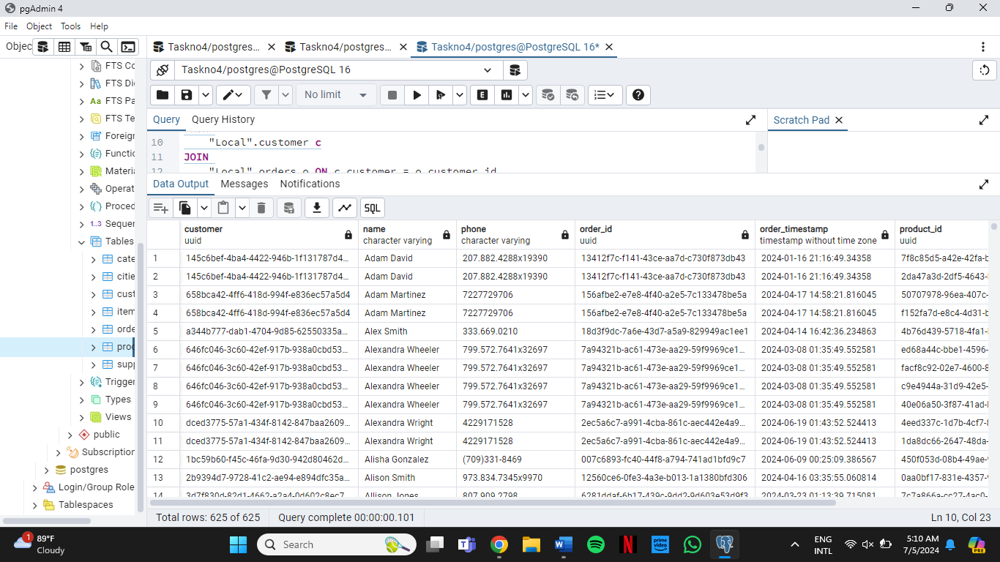 pgAdmin 4
File Object Tools Help
Objec
Taskno4/postgres... Taskno4/postgres... Taskno4/postgres@PostgreSQL 16*
Taskno4/postgres@PostgreSQL 16
No limit
E
Query Query History
Scratch Pad
10 "Local".customer c
11 JOIN
12 "Local".orders o ON c.customer = o.customer_id
Data Output Messages Notifications
SQL
customer name phone order_id order_timestamp product_id
uuid character varying character varying uuid timestamp without time zone uuid
1 145c6bef-4ba4-4422-946b-1f131787d4... Adam David 207.882.4288x19390 13412f7c-f141-43ce-aa7d-c730f873db43 2024-01-16 21:16:49.34358 7f8c85d5-a42e-42fa-b
2 145c6bef-4ba4-4422-946b-1f131787d4... Adam David 207.882.4288x19390 13412f7c-f141-43ce-aa7d-c730f873db43 2024-01-16 21:16:49.34358 2da47a3d-2df5-4643-
3 658bca42-4ff6-418d-994f-e836ec57a5d4 Adam Martinez 7227729706 156afbe2-e7e8-4f40-a2e5-7c133478be5a 2024-04-17 14:58:21.816045 50707978-96ea-407c-
4 658bca42-4ff6-418d-994f-e836ec57a5d4 Adam Martinez 7227729706 156afbe2-e7e8-4f40-a2e5-7c133478be5a 2024-04-17 14:58:21.816045 f152fa7d-e8c4-4d31-b
5 a344b777-dab1-4704-9d85-62550335a... Alex Smith 333.669.0210 18d3f9dc-7a6e-43d7-a5a9-829949ac1ee1 2024-04-14 16:42:36.234863 4b76d439-5718-4fa1-
6 646fc046-3c60-42ef-917b-938a0cbd53... Alexandra Wheeler 799.572.7641x32697 7a94321b-ac61-473e-aa29-59f9969ce1... 2024-03-08 01:35:49.552581 ed68a44c-bbe1-4596-
7 646fc046-3c60-42ef-917b-938a0cbd53... Alexandra Wheeler 799.572.7641x32697 7a94321b-ac61-473e-aa29-59f9969ce1... 2024-03-08 01:35:49.552581 facf8c92-02e7-4600-8
8 646fc046-3c60-42ef-917b-938a0cbd53... Alexandra Wheeler 799.572.7641x32697 7a94321b-ac61-473e-aa29-59f9969ce1... 2024-03-08 01:35:49.552581 c9e4944a-31d9-42e5-
9 646fc046-3c60-42ef-917b-938a0cbd53... Alexandra Wheeler 799.572.7641x32697 7a94321b-ac61-473e-aa29-59f9969ce1... 2024-03-08 01:35:49.552581 40e06a50-3f87-41ad-
10 dced3775-57a1-434f-8142-847baa2609... Alexandra Wright 4229171528 2ec5a6c7-a991-4cba-861c-aec442e4a9... 2024-06-19 01:43:52.524413 4eed337c-1d7b-4cf7-8
11 dced3775-57a1-434f-8142-847baa2609... Alexandra Wright 4229171528 2ec5a6c7-a991-4cba-861c-aec442e4a9... 2024-06-19 01:43:52.524413 1da8dc66-2647-48da-
12 1bc59b60-f45c-46fa-9d30-942d80462d... Alisha Gonzalez (709)331-8469 007c6893-fc40-44f8-a794-741ad1bfd9c7 2024-06-09 00:25:09.386567 450f053d-08b4-49ae-
13 2b9394d7-9728-41c2-ae94-e894dfc35a... Alison Smith 973.834.7345x9970 12560ce6-0fe3-4a3e-b013-1a1380bfd306 2024-04-16 03:35:55.060814 0aa0bf17-831e-4357-
14 3d7f830d-82d1-4662-a2a4-0d602c8ec7... Allison Jones 807.909.2798 6281ddaf-6b17-439c-9dd2-9d603e53d9f3 2024-03-23 01:13:39.715081 7c7a866a-cc27-4ac0-
FTS Co
FTS Di
Aa FTS Pa
FTS Te
Foreign
Functio
Materia
Operat
Proced
1..3 Sequen
Tables
cate
cities
cust
item
orde
prod
supp
Trigger
Types
Views
public
Subscription
postgres
Login/Group Role
Tablespaces
Total rows: 625 of 625 Query complete 00:00:00.101 Ln 10, Col 23
1 89°F
Cloudy
Search
prime video
N
PRE
ENG
INTL
5:10 AM
7/5/2024